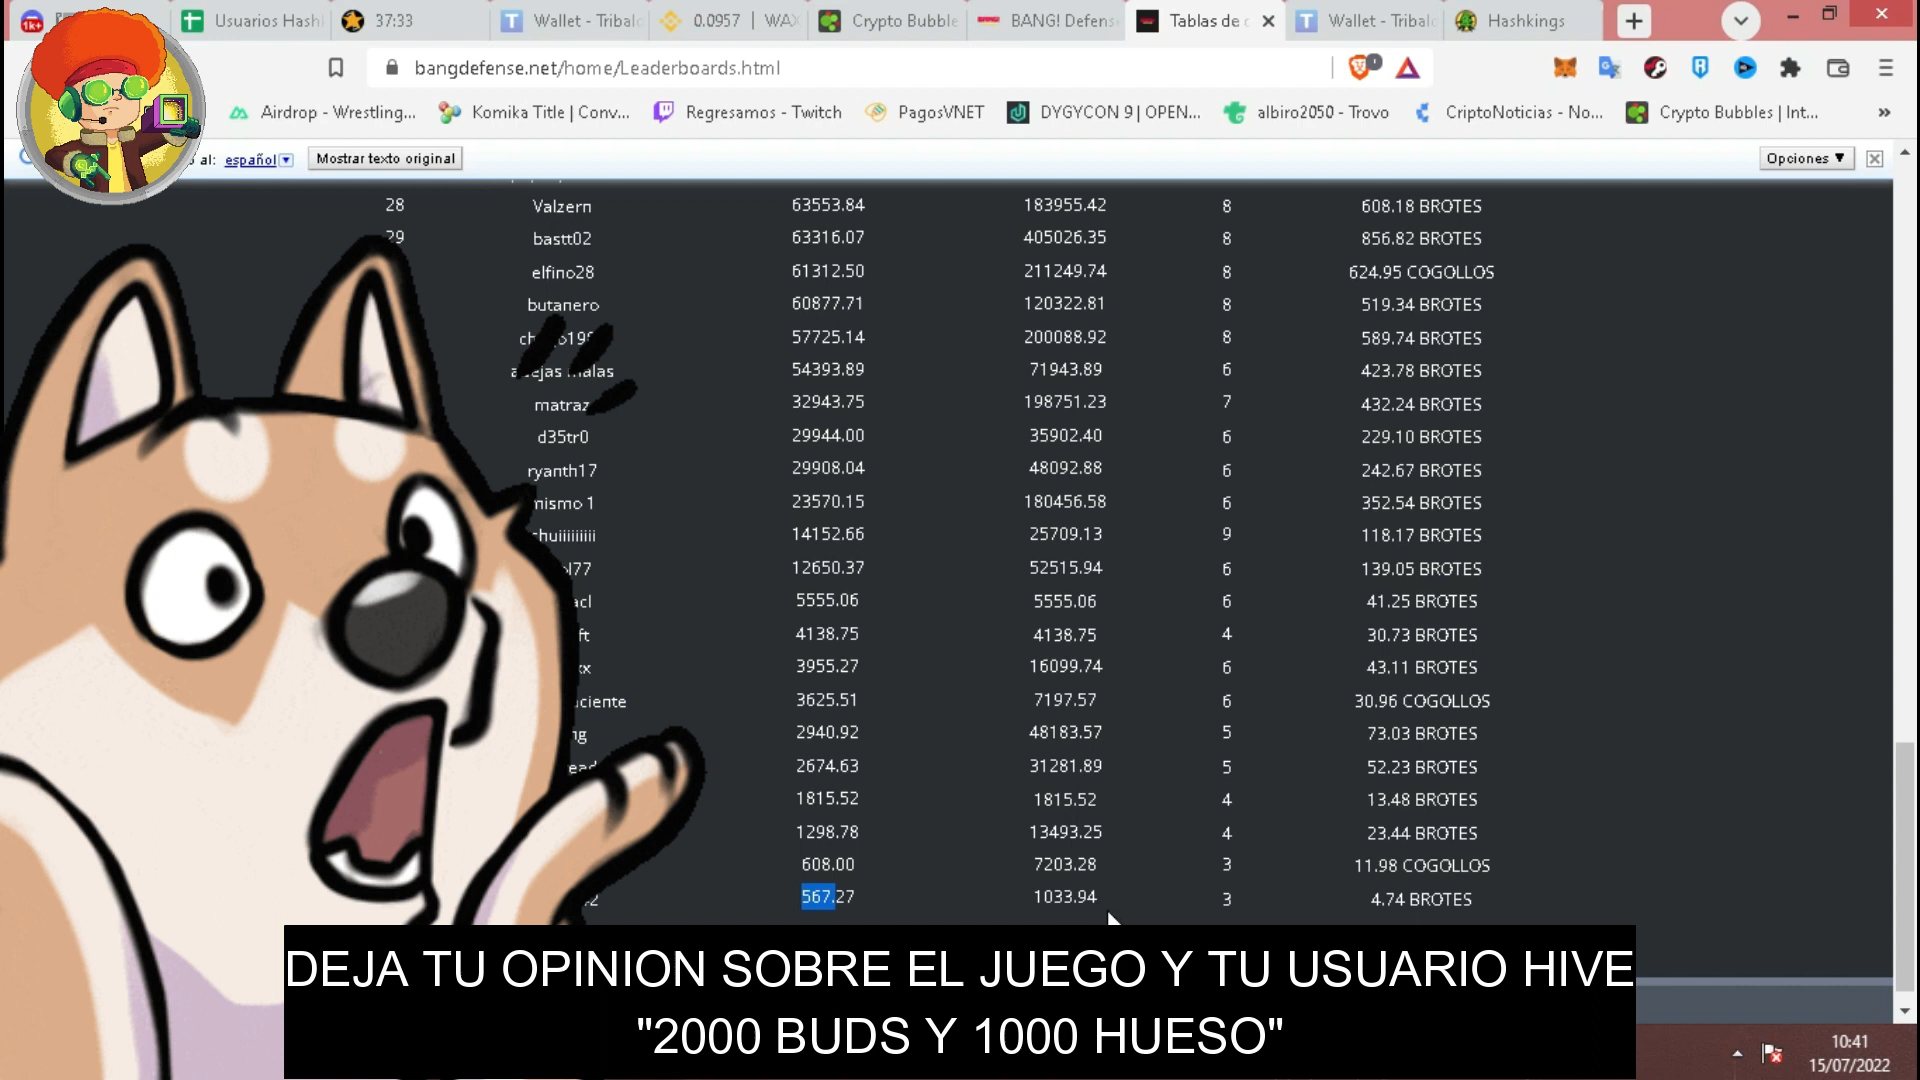 1k+
Usuarios Hash
37:33
Wallet - Tribal
0.0957 | WAX
Crypto Bubble
BANG! Defens
Tablas de
Wallet - Tribal
Hashkings
bangdefense.net/home/Leaderboards.html
Airdrop - Wrestling...
Komika Title | Conv...
Regresamos - Twitch
PagosVNET
DYGYCON 9 | OPEN...
albiro2050 - Trovo
CriptoNoticias - No...
Crypto Bubbles | Int...
»
al: español
Mostrar texto original
Opciones ▼
28 Valzern 63553.84 183955.42 8 608.18 BROTES
29 bastt02 63316.07 405026.35 8 856.82 BROTES
elfino28 61312.50 211249.74 8 624.95 COGOLLOS
butanero 60877.71 120322.81 8 519.34 BROTES
57725.14 200088.92 8 589.74 BROTES
malas 54393.89 71943.89 6 423.78 BROTES
matraz 32943.75 198751.23 7 432.24 BROTES
d35tr0 29944.00 35902.40 6 229.10 BROTES
ryanth17 29908.04 48092.88 6 242.67 BROTES
mismo 1 23570.15 180456.58 6 352.54 BROTES
14152.66 25709.13 9 118.17 BROTES
l77 12650.37 52515.94 6 139.05 BROTES
acl 5555.06 5555.06 6 41.25 BROTES
ft 4138.75 4138.75 4 30.73 BROTES
xx 3955.27 16099.74 6 43.11 BROTES
ciente 3625.51 7197.57 6 30.96 COGOLLOS
ng 2940.92 48183.57 5 73.03 BROTES
2674.63 31281.89 5 52.23 BROTES
1815.52 1815.52 4 13.48 BROTES
1298.78 13493.25 4 23.44 BROTES
608.00 7203.28 3 11.98 COGOLLOS
2 567.27 1033.94 3 4.74 BROTES
DEJA TU OPINION SOBRE EL JUEGO Y TU USUARIO HIVE
"2000 BUDS Y 1000 HUESO"
10:41
15/07/2022